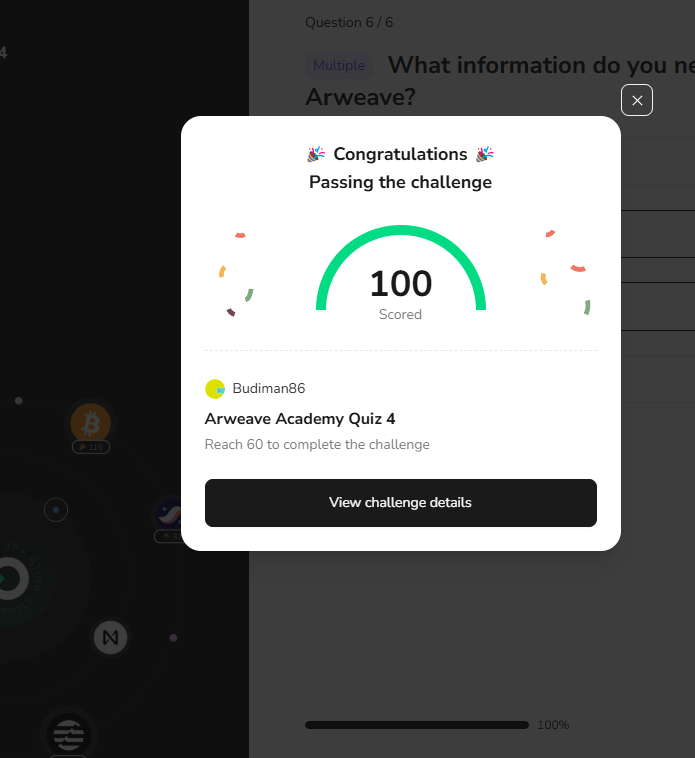 4
Question 6 / 6
Multiple
What information do you ne
Arweave?
Congratulations
Passing the challenge
100
Scored
Budiman86
Arweave Academy Quiz 4
Reach 60 to complete the challenge
View challenge details
115
100%